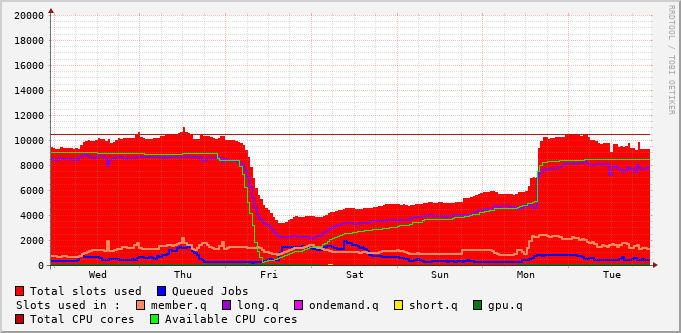 20000
18000
16000
14000
12000
10000
8000
6000
4000
2000
0
Wed Thu Fri Sat Sun Mon Tue
RRDTOOL / TOBI OETIKER
Total slots used Queued Jobs
Slots used in : member.q long.q ondemand.q short.q gpu.q
Total CPU cores Available CPU cores